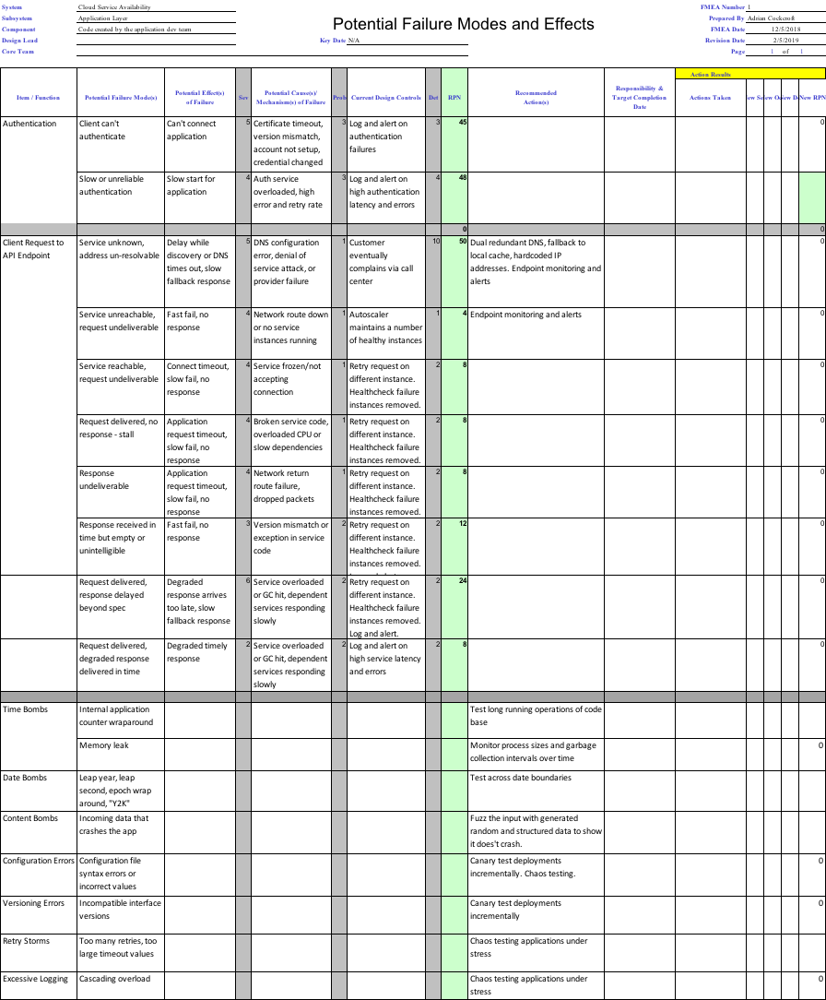 System Cloud Service Availability
Subsystem Application Layer
Component Code created by the application dev team
Design Lead
Core Team
Potential Failure Modes and Effects
Key Date N/A
FMEA Number 1
Prepared By Adrian Cockcroft
FMEA Date 12/5/2018
Revision Date 2/5/2019
Page 1 of 1
Action Results
Item / Function
Potential Failure Mode(s)
Potential Effect(s)
of Failure
Sev
Potential Cause(s)/
Mechanism(s) of Failure
Prob
Current Design Controls
Det
RPN
Recommended
Action(s)
Responsibility &
Target Completion
Date
Actions Taken
New RPN
Authentication
Client can't
authenticate
Can't connect
application
5
Certificate timeout,
version mismatch,
account not setup,
credential changed
3
Log and alert on
authentication
failures
3
45
0
Slow or unreliable
authentication
Slow start for
application
4
Auth service
overloaded, high
error and retry rate
3
Log and alert on
high authentication
latency and errors
4
48
0
0
Client Request to
API Endpoint
Service unknown,
address un-resolvable
Delay while
discovery or DNS
times out, slow
fallback response
5
DNS configuration
error, denial of
service attack, or
provider failure
1
Customer
eventually
complains via call
center
10
50
Dual redundant DNS, fallback to
local cache, hardcoded IP
addresses. Endpoint monitoring and
alerts
0
Service unreachable,
request undeliverable
Fast fail, no
response
4
Network route down
or no service
instances running
1
Autoscaler
maintains a number
of healthy instances
1
4
Endpoint monitoring and alerts
0
Service reachable,
request undeliverable
Connect timeout,
slow fail, no
response
4
Service frozen/not
accepting
connection
1
Retry request on
different instance.
Healthcheck failure
instances removed.
2
8
0
Request delivered, no
response - stall
Application
request timeout,
slow fail, no
response
4
Broken service code,
overloaded CPU or
slow dependencies
1
Retry request on
different instance.
Healthcheck failure
instances removed.
2
8
0
Response
undeliverable
Application
request timeout,
slow fail, no
response
4
Network return
route failure,
dropped packets
1
Retry request on
different instance.
Healthcheck failure
instances removed.
2
8
0
Response received in
time but empty or
unintelligible
Fast fail, no
response
3
Version mismatch or
exception in service
code
2
Retry request on
different instance.
Healthcheck failure
instances removed.
2
12
0
Request delivered,
response delayed
beyond spec
Degraded
response arrives
too late, slow
fallback response
6
Service overloaded
or GC hit, dependent
services responding
slowly
2
Retry request on
different instance.
Healthcheck failure
instances removed.
Log and alert.
2
24
0
Request delivered,
degraded response
delivered in time
Degraded timely
response
2
Service overloaded
or GC hit, dependent
services responding
slowly
2
Log and alert on
high service latency
and errors
2
8
0
Time Bombs
Internal application
counter wraparound
Test long running operations of code
base
Memory leak
Monitor process sizes and garbage
collection intervals over time
0
Date Bombs
Leap year, leap
second, epoch wrap
around, "Y2K"
Test across date boundaries
Content Bombs
Incoming data that
crashes the app
Fuzz the input with generated
random and structured data to show
it does't crash.
Configuration Errors
Configuration file
syntax errors or
incorrect values
Canary test deployments
incrementally. Chaos testing.
0
Versioning Errors
Incompatible interface
versions
Canary test deployments
incrementally
0
Retry Storms
Too many retries, too
large timeout values
Chaos testing applications under
stress
Excessive Logging
Cascading overload
Chaos testing applications under
stress
0